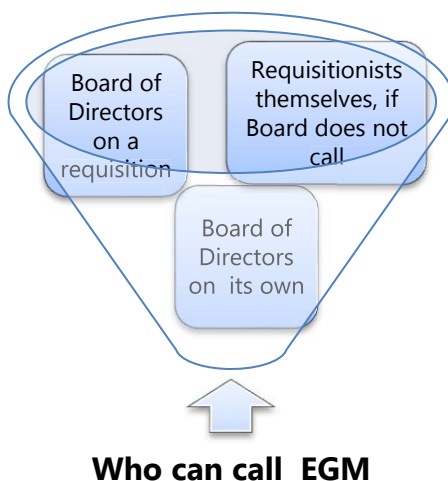 Board of
Directors
on a
requisition
Requisitionists
themselves, if
Board does not
call
Board of
Directors
on its own
Who can call EGM